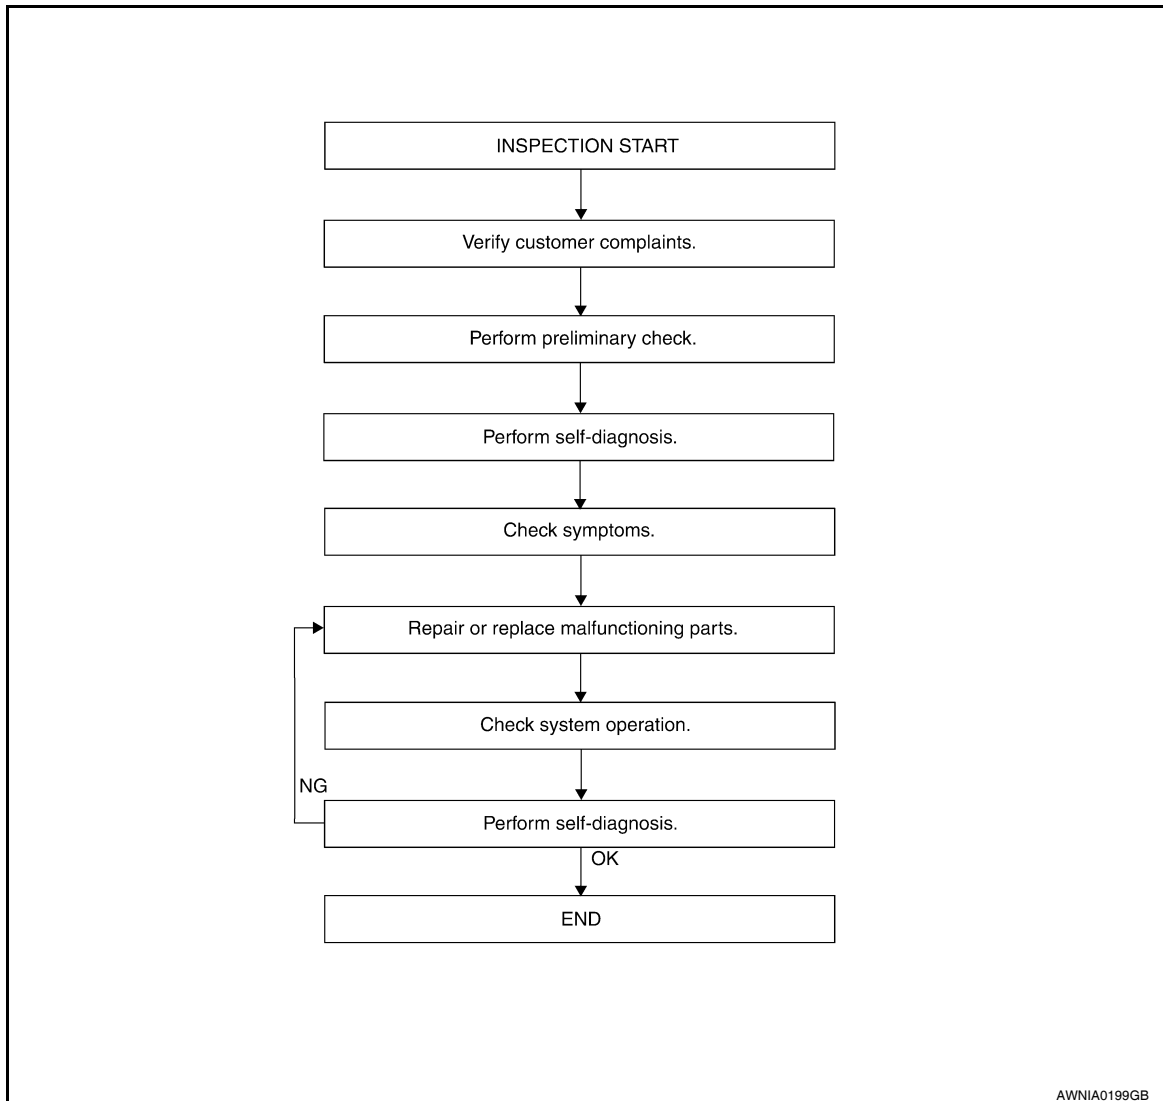 INSPECTION START
Verify customer complaints.
Perform preliminary check.
Perform self-diagnosis.
Check symptoms.
Repair or replace malfunctioning parts.
Check system operation.
NG
Perform self-diagnosis.
OK
END
AWNIA0199GB